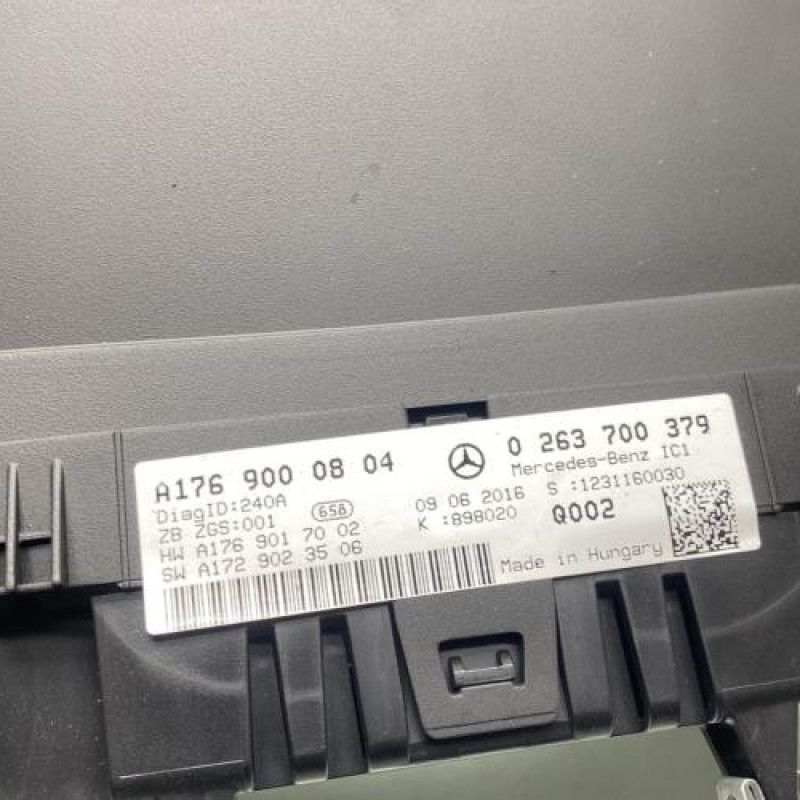 A176 900 08 04
0 263 700 379
Mercedes-Benz IC1
DiagID:240A
658
09 06 2016
S :1231160030
ZB ZGS:001
K :898020
Q002
HW A176 901 70 02
SW A172 902 35 06
Made in Hungary